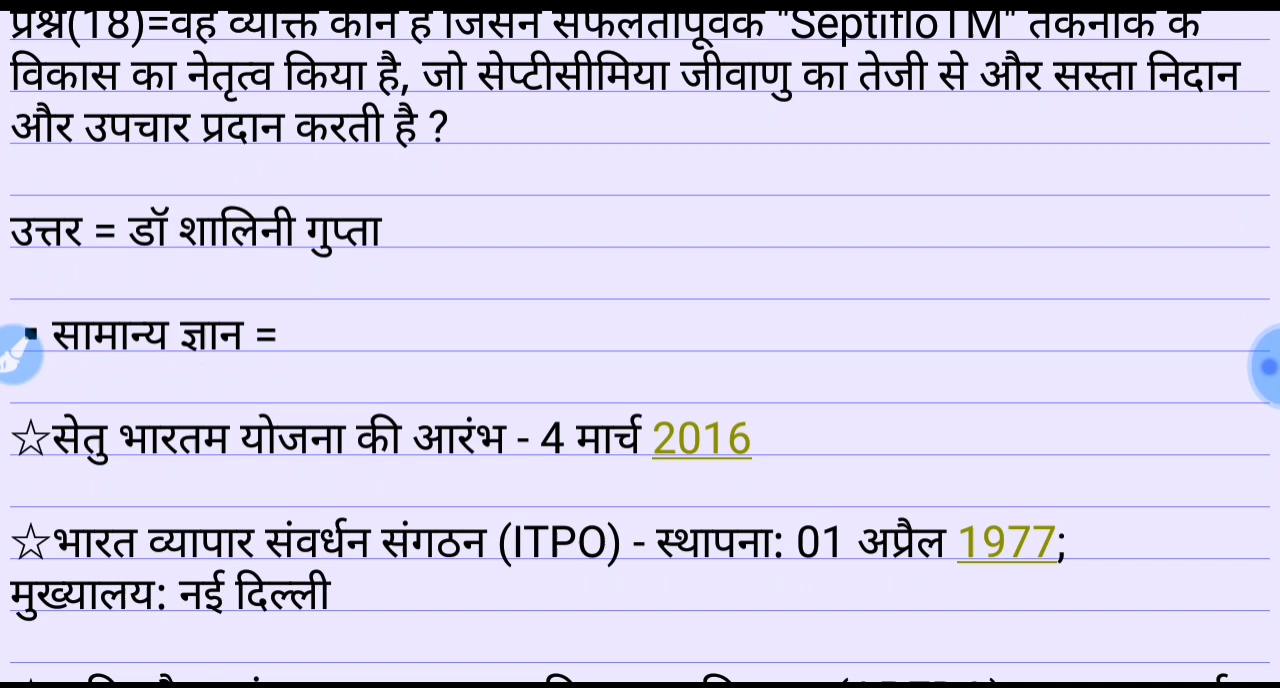 प्रश्न(18)=वह व्यक्ति कौन है जिसने सफलतापूर्वक "SeptifloTM" तकनीक के
विकास का नेतृत्व किया है, जो सेप्टीसीमिया जीवाणु का तेजी से और सस्ता निदान
और उपचार प्रदान करती है ?
उत्तर = डॉ शालिनी गुप्ता
▪ सामान्य ज्ञान =
☆सेतु भारतम योजना की आरंभ - 4 मार्च 2016
☆भारत व्यापार संवर्धन संगठन (ITPO) - स्थापना: 01 अप्रैल 1977;
मुख्यालय: नई दिल्ली